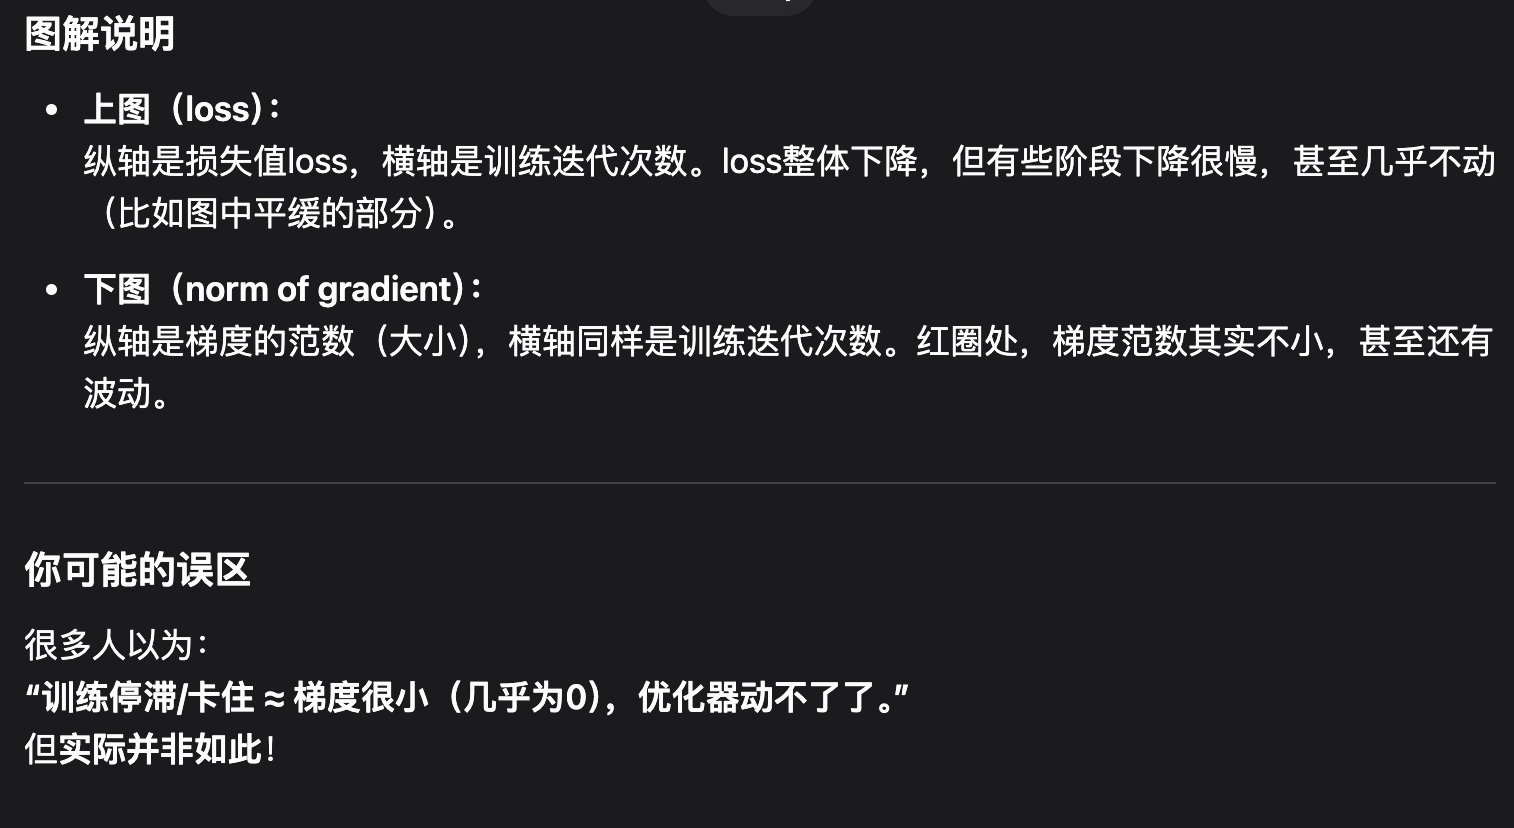 图解说明
• 上图（loss）：
纵轴是损失值loss，横轴是训练迭代次数。loss整体下降，但有些阶段下降很慢，甚至几乎不动
（比如图中平缓的部分）。
• 下图（norm of gradient）：
纵轴是梯度的范数（大小），横轴同样是训练迭代次数。红圈处，梯度范数其实不小，甚至还有
波动。
你可能的误区
很多人以为：
“训练停滞/卡住 ≈ 梯度很小（几乎为0），优化器动不了了。”
但实际并非如此！